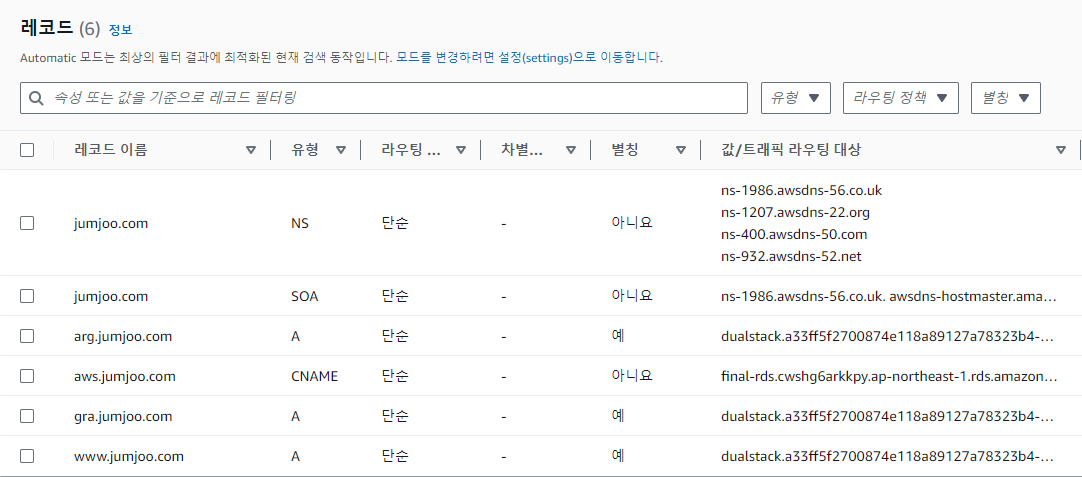 레코드 (6) 정보
Automatic 모드는 최상의 필터 결과에 최적화된 현재 검색 동작입니다. 모드를 변경하려면 설정(settings)으로 이동합니다.
속성 또는 값을 기준으로 레코드 필터링 유형 라우팅 정책 별칭
레코드 이름 유형 라우팅 ... 차별... 별칭 값/트래픽 라우팅 대상
ns-1986.awsdns-56.co.uk
ns-1207.awsdns-22.org
jumjoo.com NS 단순 - 아니요
ns-400.awsdns-50.com
ns-932.awsdns-52.net
jumjoo.com SOA 단순 - 아니요 ns-1986.awsdns-56.co.uk. awsdns-hostmaster.ama...
arg.jumjoo.com A 단순 - 예 dualstack.a33ff5f2700874e118a89127a78323b4-...
aws.jumjoo.com CNAME 단순 - 아니요 final-rds.cwshg6arkkpy.ap-northeast-1.rds.amazon...
gra.jumjoo.com A 단순 - 예 dualstack.a33ff5f2700874e118a89127a78323b4-...
www.jumjoo.com A 단순 - 예 dualstack.a33ff5f2700874e118a89127a78323b4-...